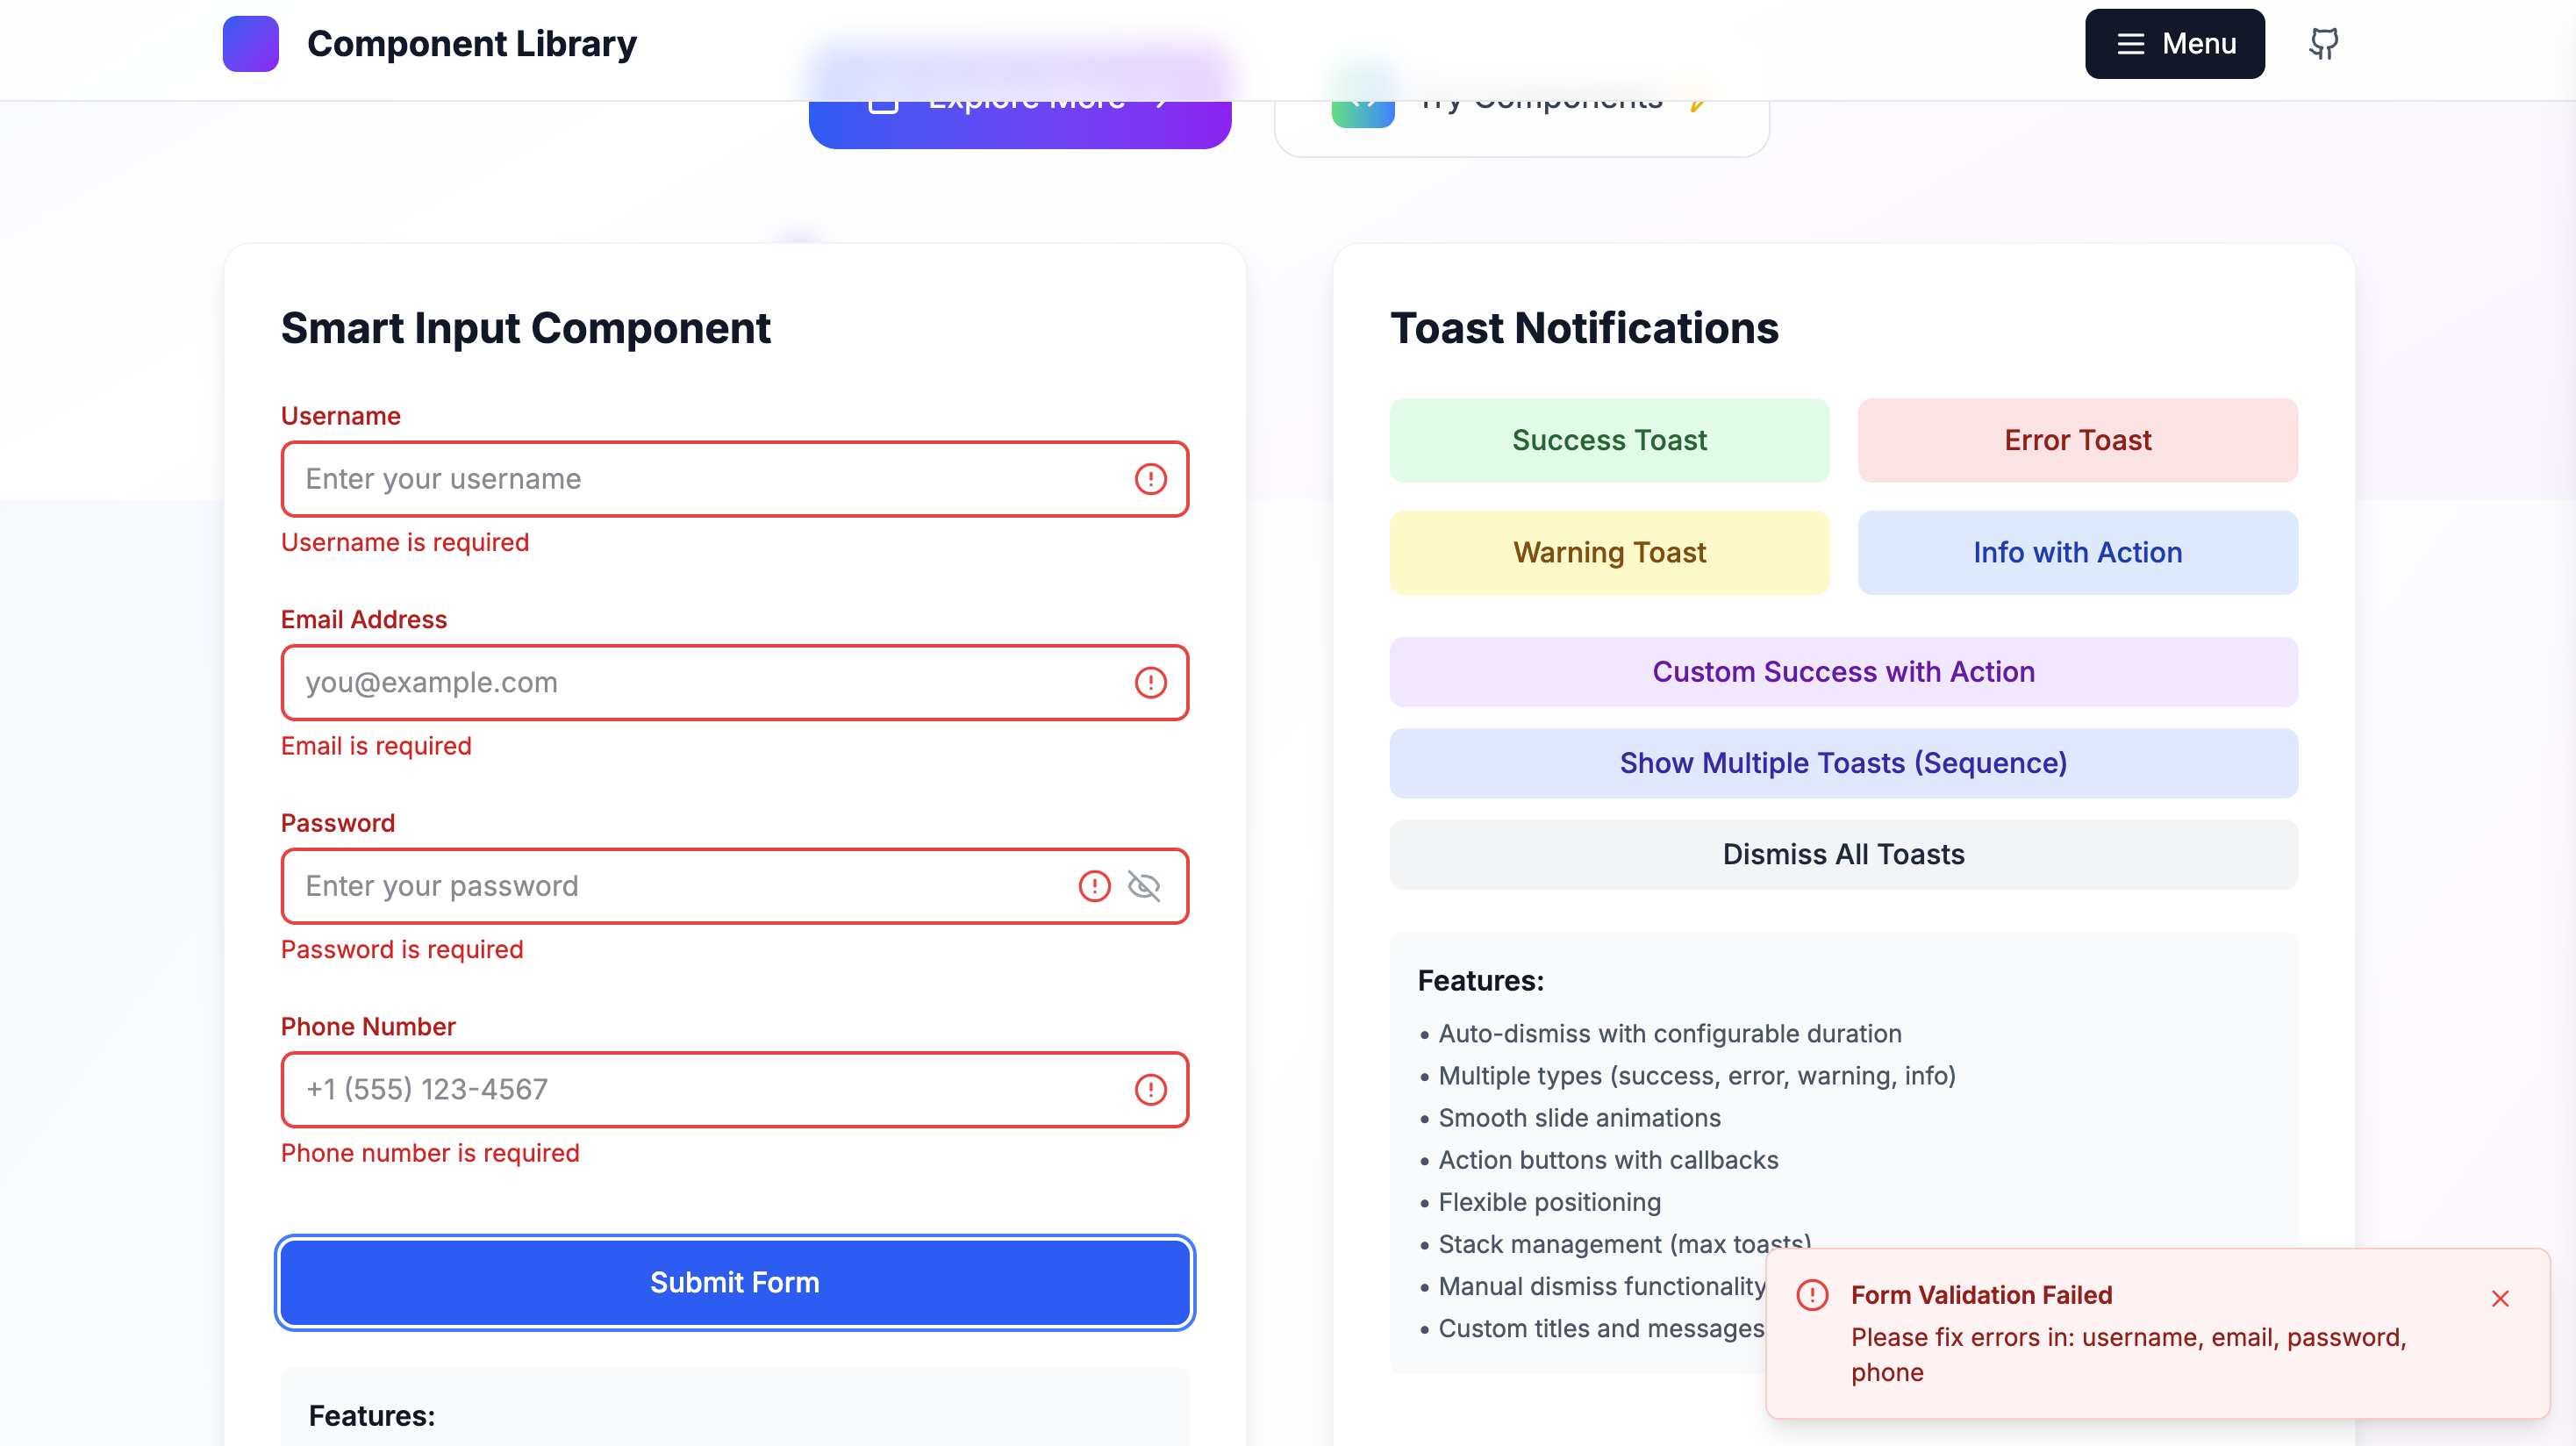 Component Library
Menu
Explore More
Try Components
Smart Input Component
Username
Enter your username
Username is required
Email Address
you@example.com
Email is required
Password
Enter your password
Password is required
Phone Number
+1 (555) 123-4567
Phone number is required
Submit Form
Features:
Toast Notifications
Success Toast
Error Toast
Warning Toast
Info with Action
Custom Success with Action
Show Multiple Toasts (Sequence)
Dismiss All Toasts
Features:
• Auto-dismiss with configurable duration
• Multiple types (success, error, warning, info)
• Smooth slide animations
• Action buttons with callbacks
• Flexible positioning
• Stack management (max toasts)
• Manual dismiss functionality
• Custom titles and messages
Form Validation Failed
Please fix errors in: username, email, password,
phone